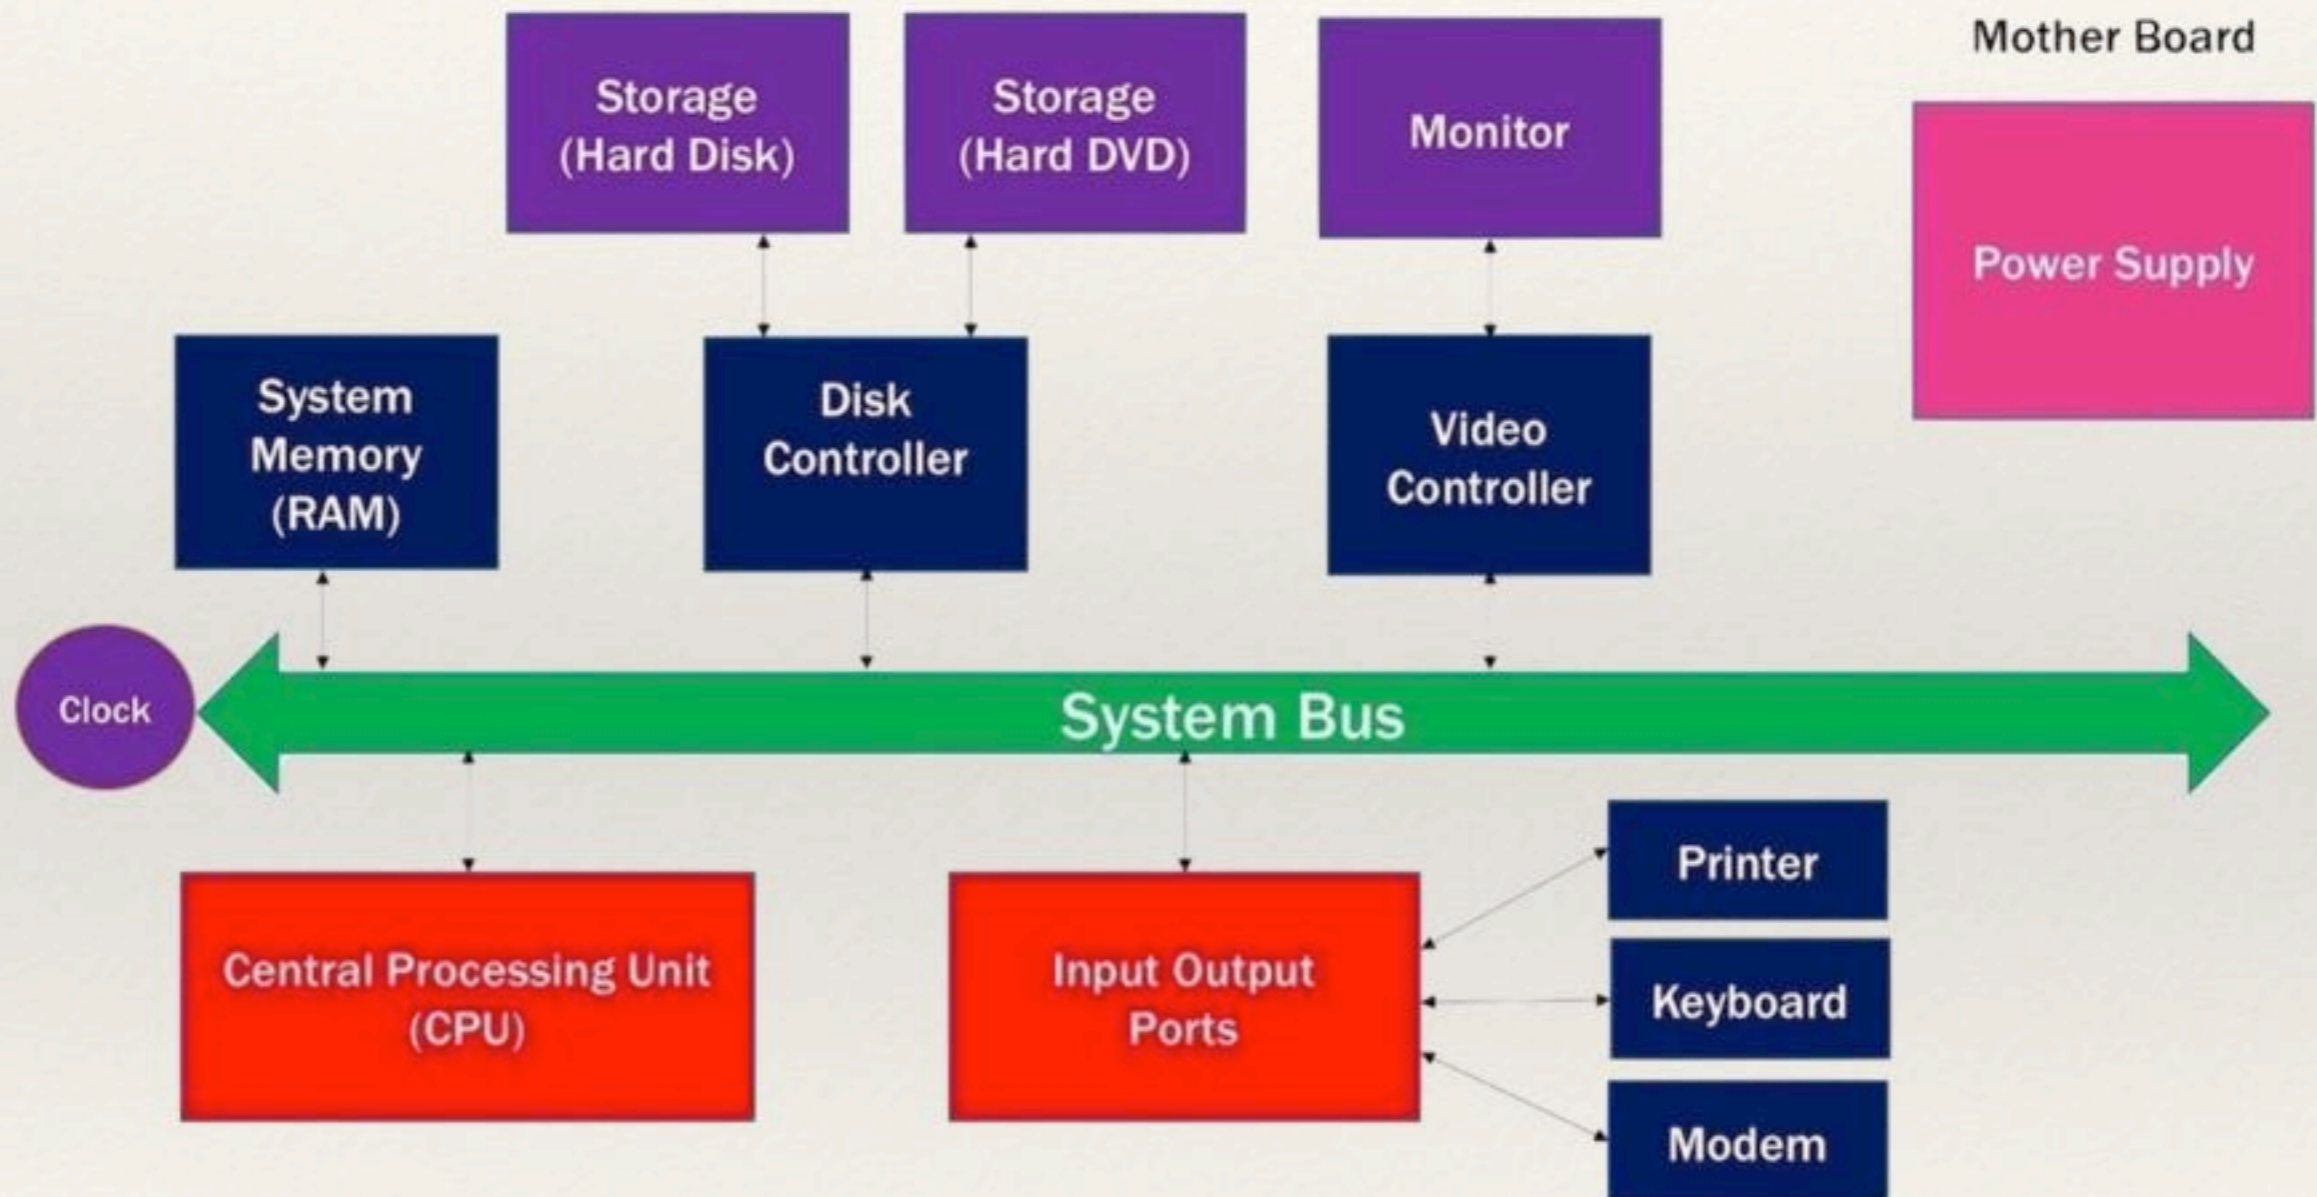 Mother Board
Storage
(Hard Disk)
Storage
(Hard DVD)
Monitor
Power Supply
System
Memory
(RAM)
Disk
Controller
Video
Controller
Clock
System Bus
Central Processing Unit
(CPU)
Input Output
Ports
Printer
Keyboard
Modem